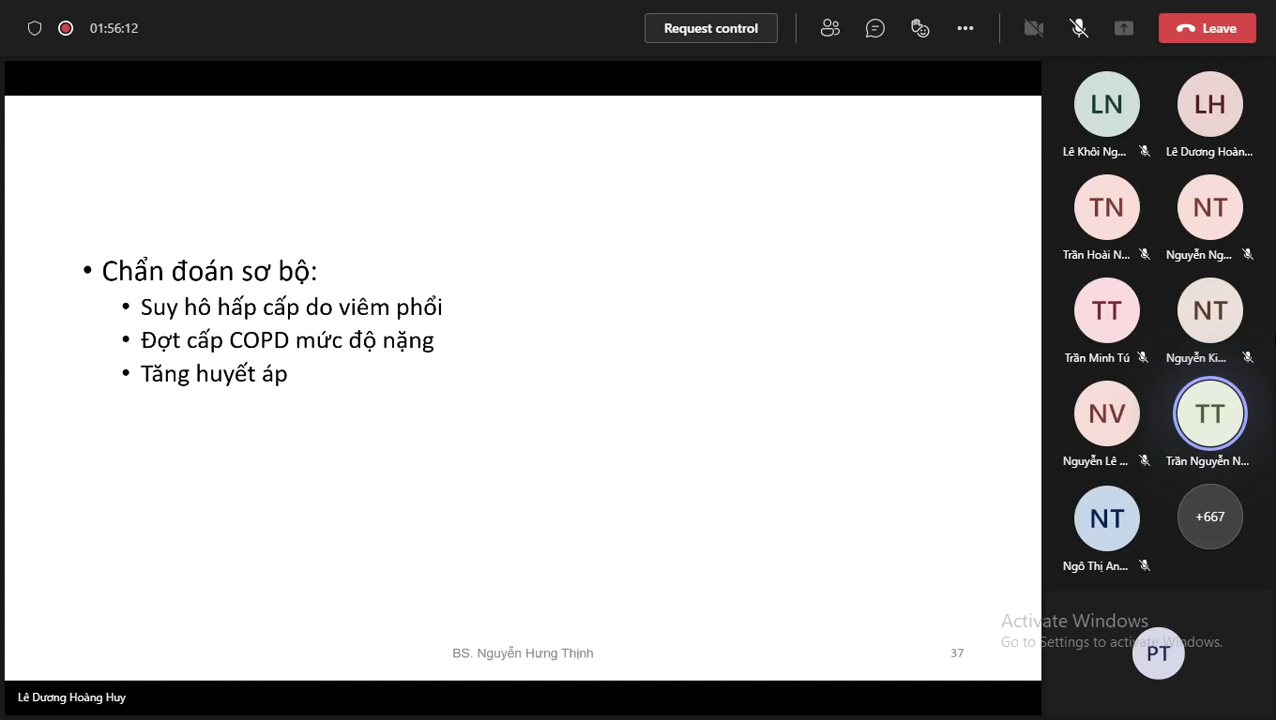 01:56:12
Request control
Leave
• Chẩn đoán sơ bộ:
• Suy hô hấp cấp do viêm phổi
• Đợt cấp COPD mức độ nặng
• Tăng huyết áp
BS. Nguyễn Hưng Thịnh
37
Lê Dương Hoàng Huy
LN
LH
Lê Khôi Ng...
Lê Dương Hoàn...
TN
NT
Trần Hoài N...
Nguyễn Ng...
TT
NT
Trần Minh Tú
Nguyễn Ki...
NV
TT
Nguyễn Lê ...
Trần Nguyễn N...
NT
+667
Ngô Thị An...
Activate Windows
Go to Settings to activate Windows.
PT